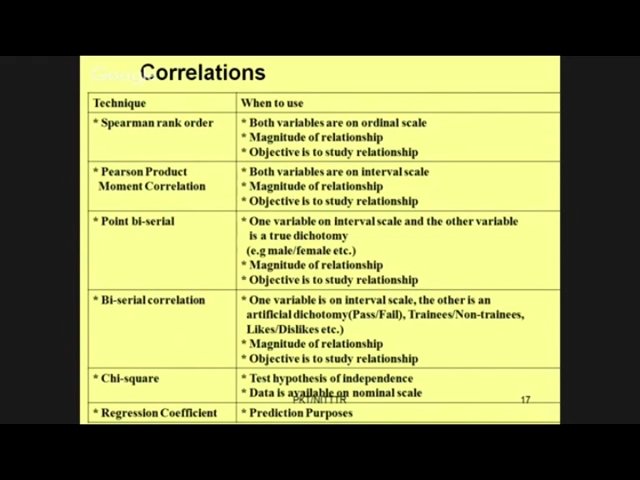 Google
Correlations
Technique When to use
* Spearman rank order * Both variables are on ordinal scale
* Magnitude of relationship
* Objective is to study relationship
* Pearson Product * Both variables are on interval scale
Moment Correlation * Magnitude of relationship
* Objective is to study relationship
* Point bi-serial * One variable on interval scale and the other variable
is a true dichotomy
(e.g male/female etc.)
* Magnitude of relationship
* Objective is to study relationship
* Bi-serial correlation * One variable is on interval scale, the other is an
artificial dichotomy(Pass/Fail), Trainees/Non-trainees,
Likes/Dislikes etc.)
* Magnitude of relationship
* Objective is to study relationship
* Chi-square * Test hypothesis of independence
* Data is available on nominal scale
PKT/NITTTR 17
* Regression Coefficient * Prediction Purposes